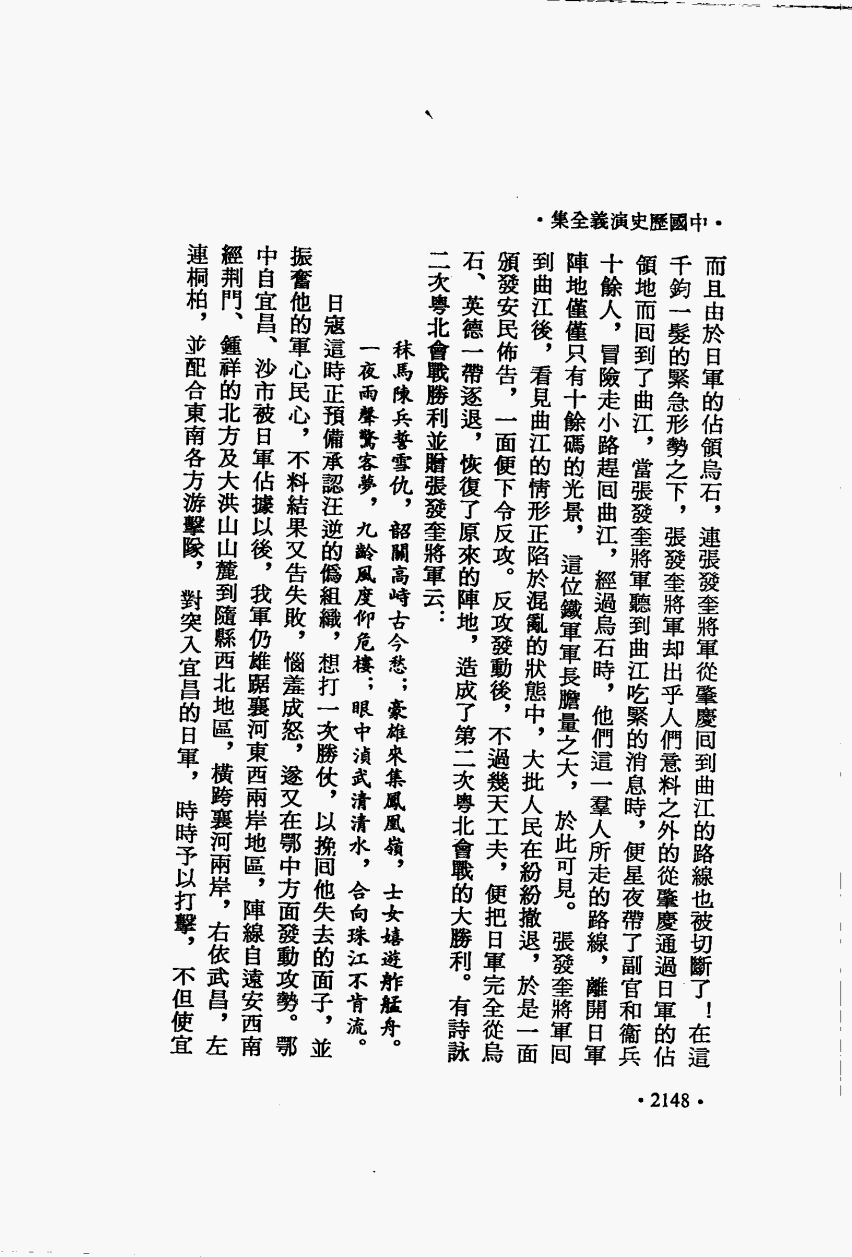 ·中國歷史演義全集·
而且由於日軍的佔領烏石，連張發奎將軍從肇慶囘到曲江的路線也被切斷了！在這
千鈞一髮的緊急形勢之下，張發奎將軍却出乎人們意料之外的從肇慶通過日軍的佔
領地而囘到了曲江，當張發奎將軍聽到曲江吃緊的消息時，便星夜帶了副官和衞兵
十餘人，冒險走小路趕囘曲江，經過烏石時，他們這一羣人所走的路線，離開日軍
陣地僅僅只有十餘碼的光景，這位鐵軍軍長膽量之大，於此可見。張發奎將軍囘
到曲江後，看見曲江的情形正陷於混亂的狀態中，大批人民在紛紛撤退，於是一面
頒發安民佈告，一面便下令反攻。反攻發動後，不過幾天工夫，便把日軍完全從烏
石、英德一帶逐退，恢復了原來的陣地，造成了第二次粵北會戰的大勝利。有詩詠
二次粵北會戰勝利並贈張發奎將軍云：
秣馬陳兵誓雪仇，韶關高峙古今愁；豪雄來集鳳凰嶺，士女嬉遊舴艋舟。
一夜雨聲驚客夢，九齡風度仰危樓；眼中湞武清清水，合向珠江不肯流。
日寇這時正預備承認汪逆的僞組織，想打一次勝仗，以挽囘他失去的面子，並
振奮他的軍心民心，不料結果又告失敗，惱羞成怒，遂又在鄂中方面發動攻勢。鄂
中自宜昌、沙市被日軍佔據以後，我軍仍雄踞襄河東西兩岸地區，陣線自遠安西南
經荆門、鍾祥的北方及大洪山山麓到隨縣西北地區，橫跨襄河兩岸，右依武昌，左
連桐柏，並配合東南各方游擊隊，對突入宜昌的日軍，時時予以打擊，不但使宜
·2148·